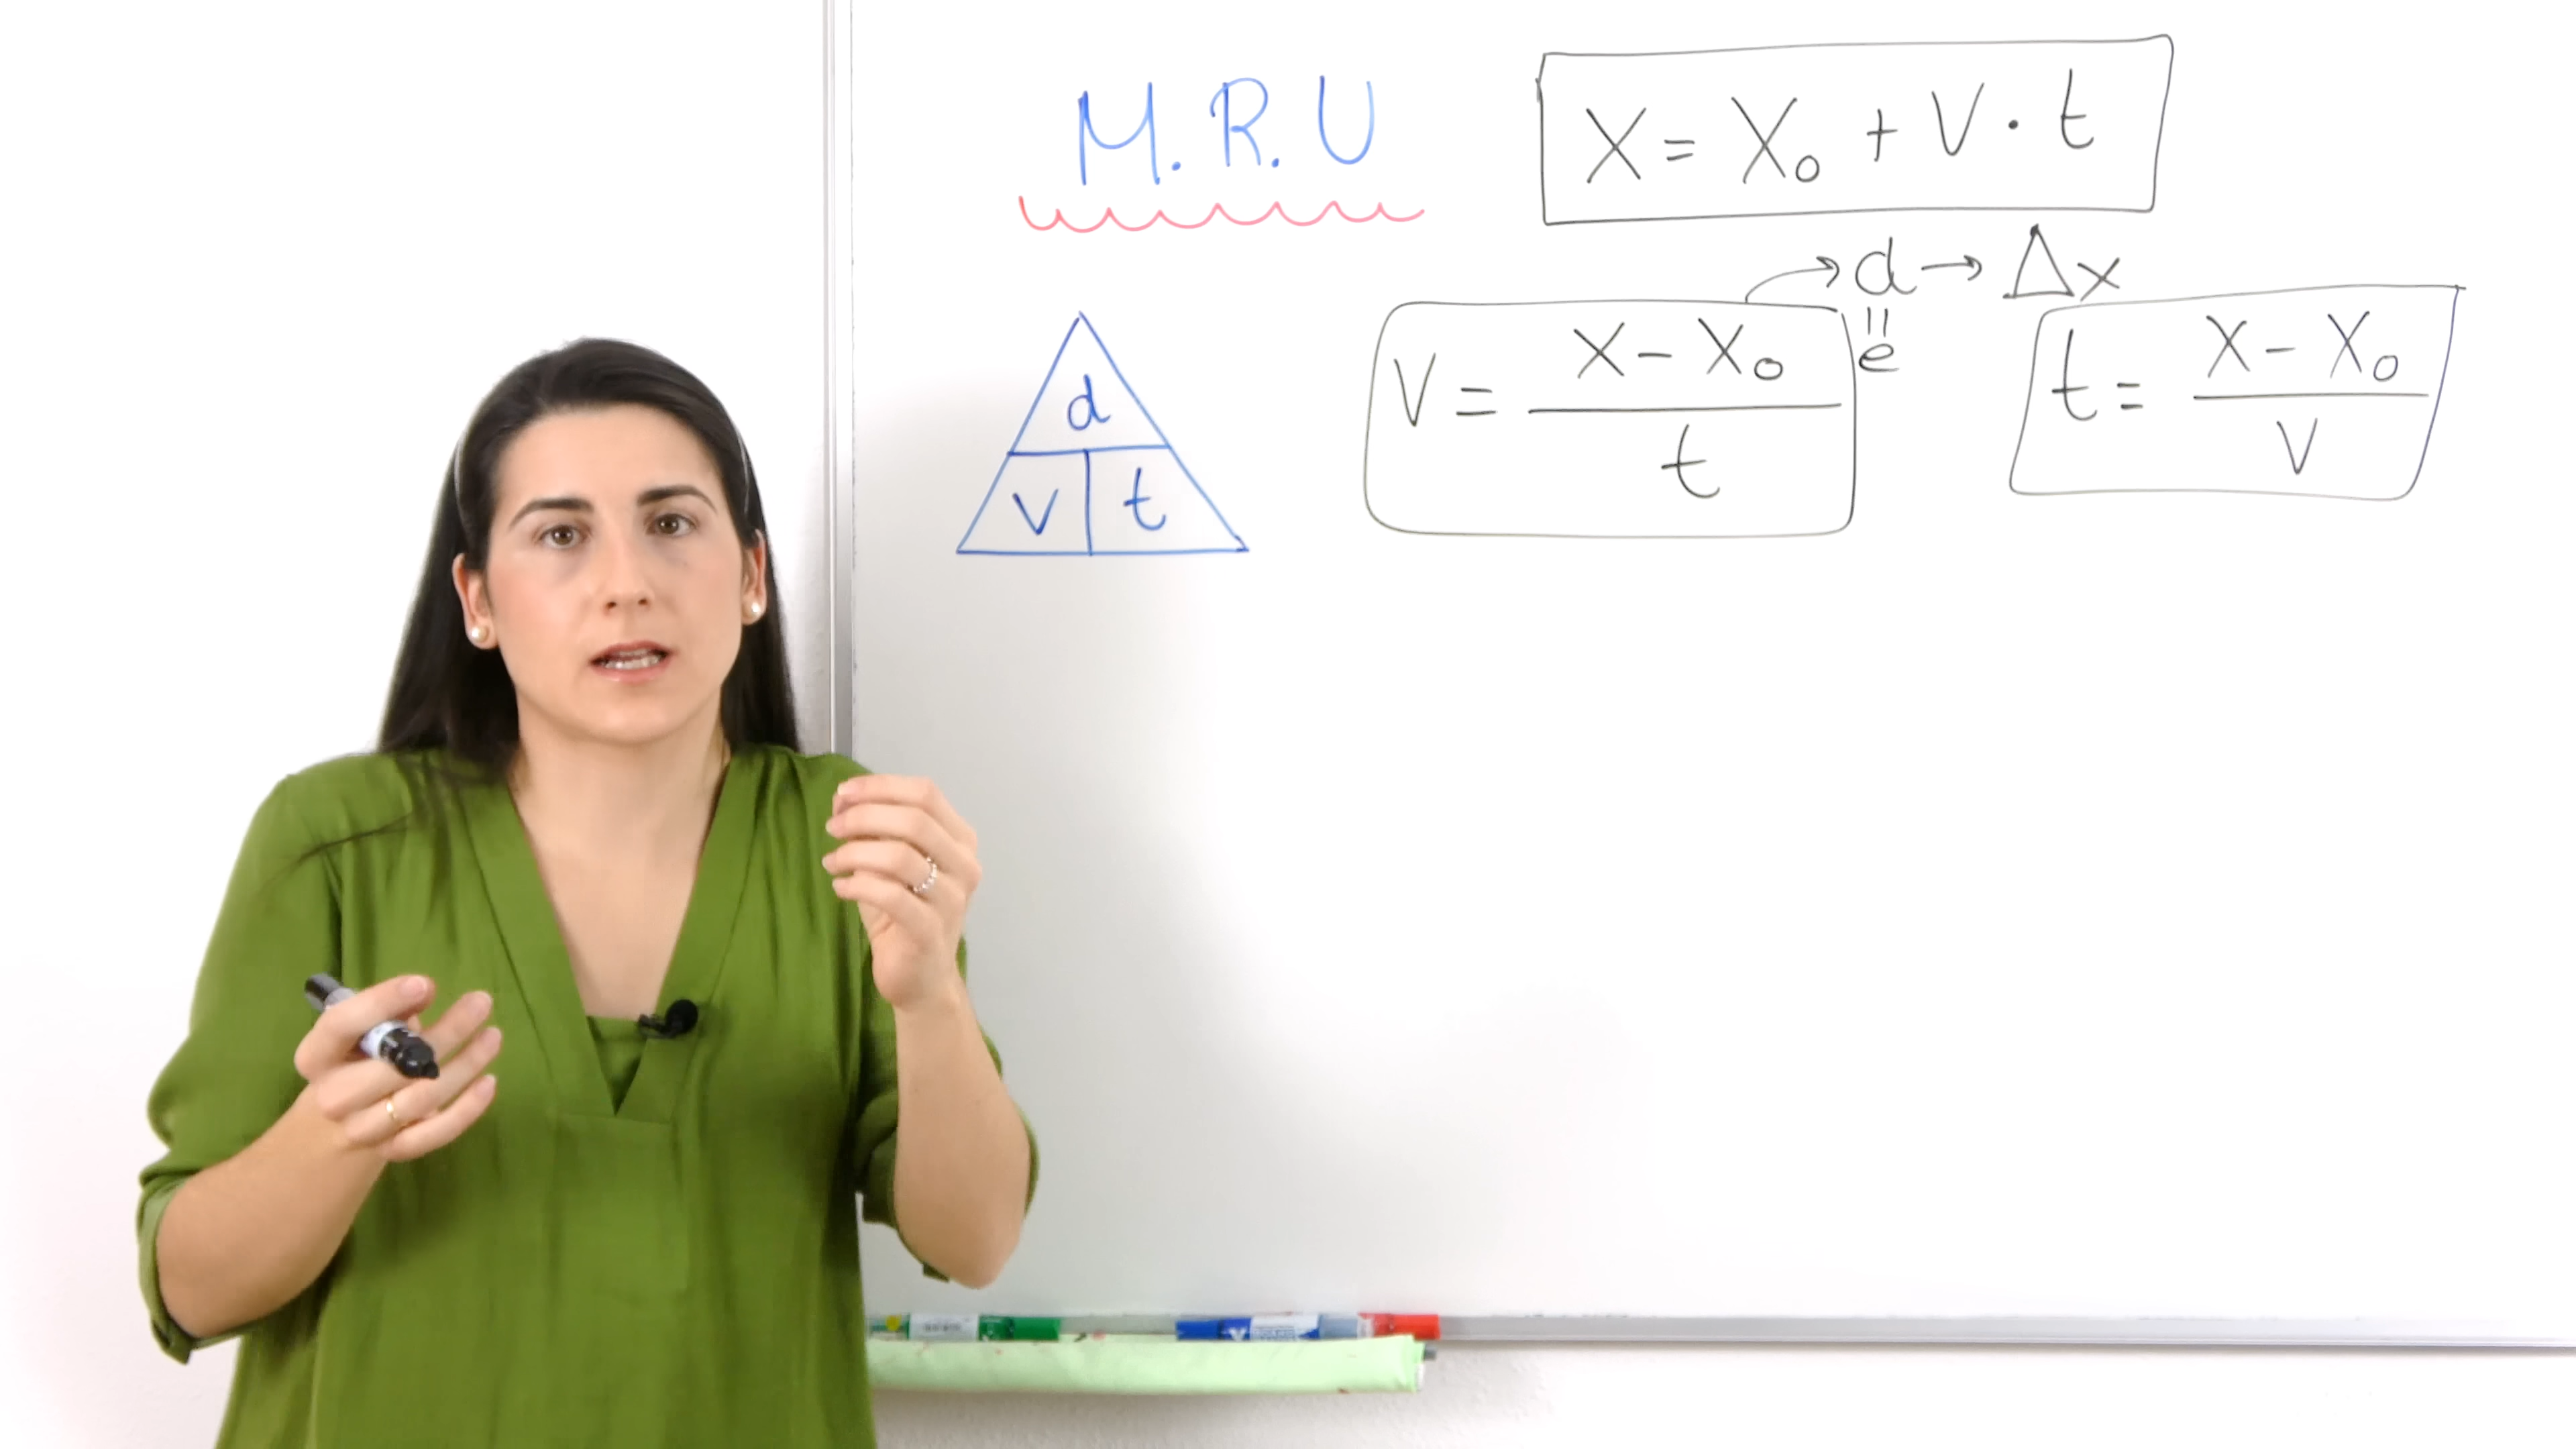 M.R.U
X = X₀ + V · t
→ d → Δx
=
e
d
v t
V = (X - X₀) / t
t = (X - X₀) / V